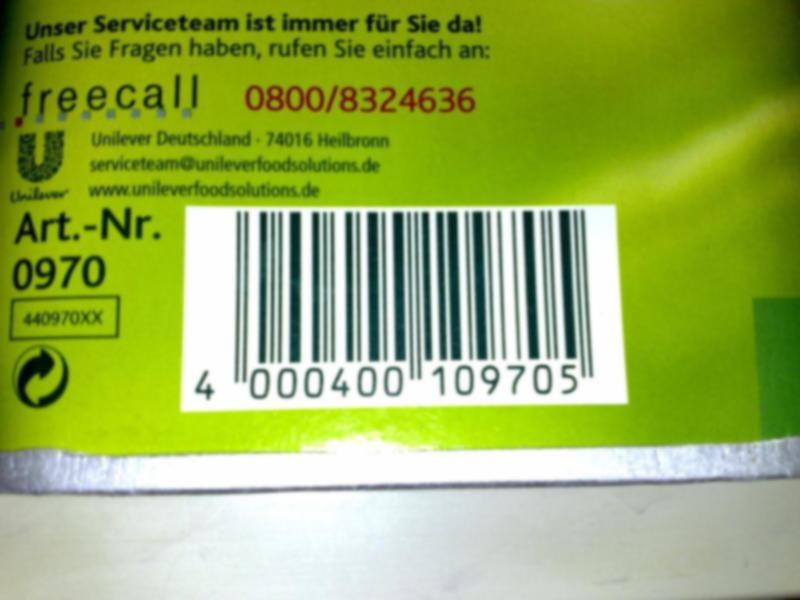 Unser Serviceteam ist immer für Sie da!
Falls Sie Fragen haben, rufen Sie einfach an:
freecall 0800/8324636
Unilever Deutschland · 74016 Heilbronn
serviceteam@unileverfoodsolutions.de
www.unileverfoodsolutions.de
Unilever
Art.-Nr.
0970
440970XX
4 000400 109705